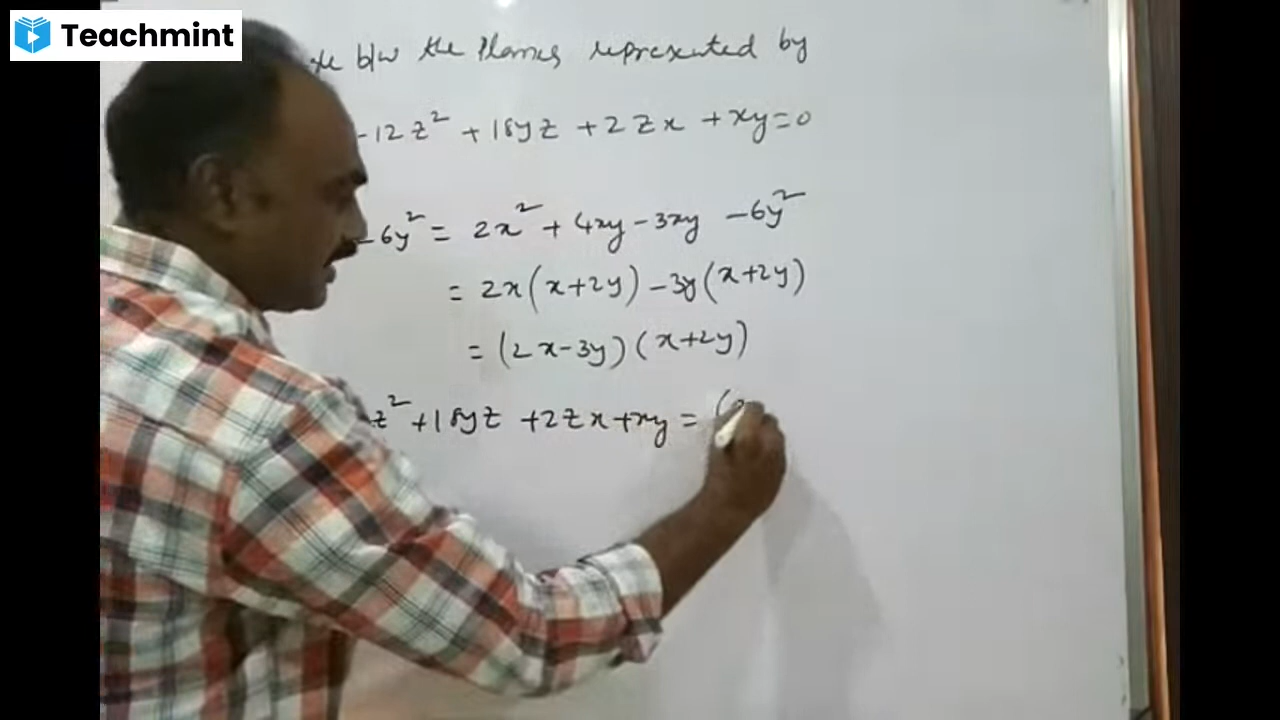 Teachmint
b/w the Planes represented by
-12z² + 18yz + 2zx + xy = 0
-6y² = 2x² + 4xy - 3xy - 6y²
= 2x(x+2y) - 3y(x+2y)
= (2x-3y)(x+2y)
z² + 18yz + 2zx + xy = (